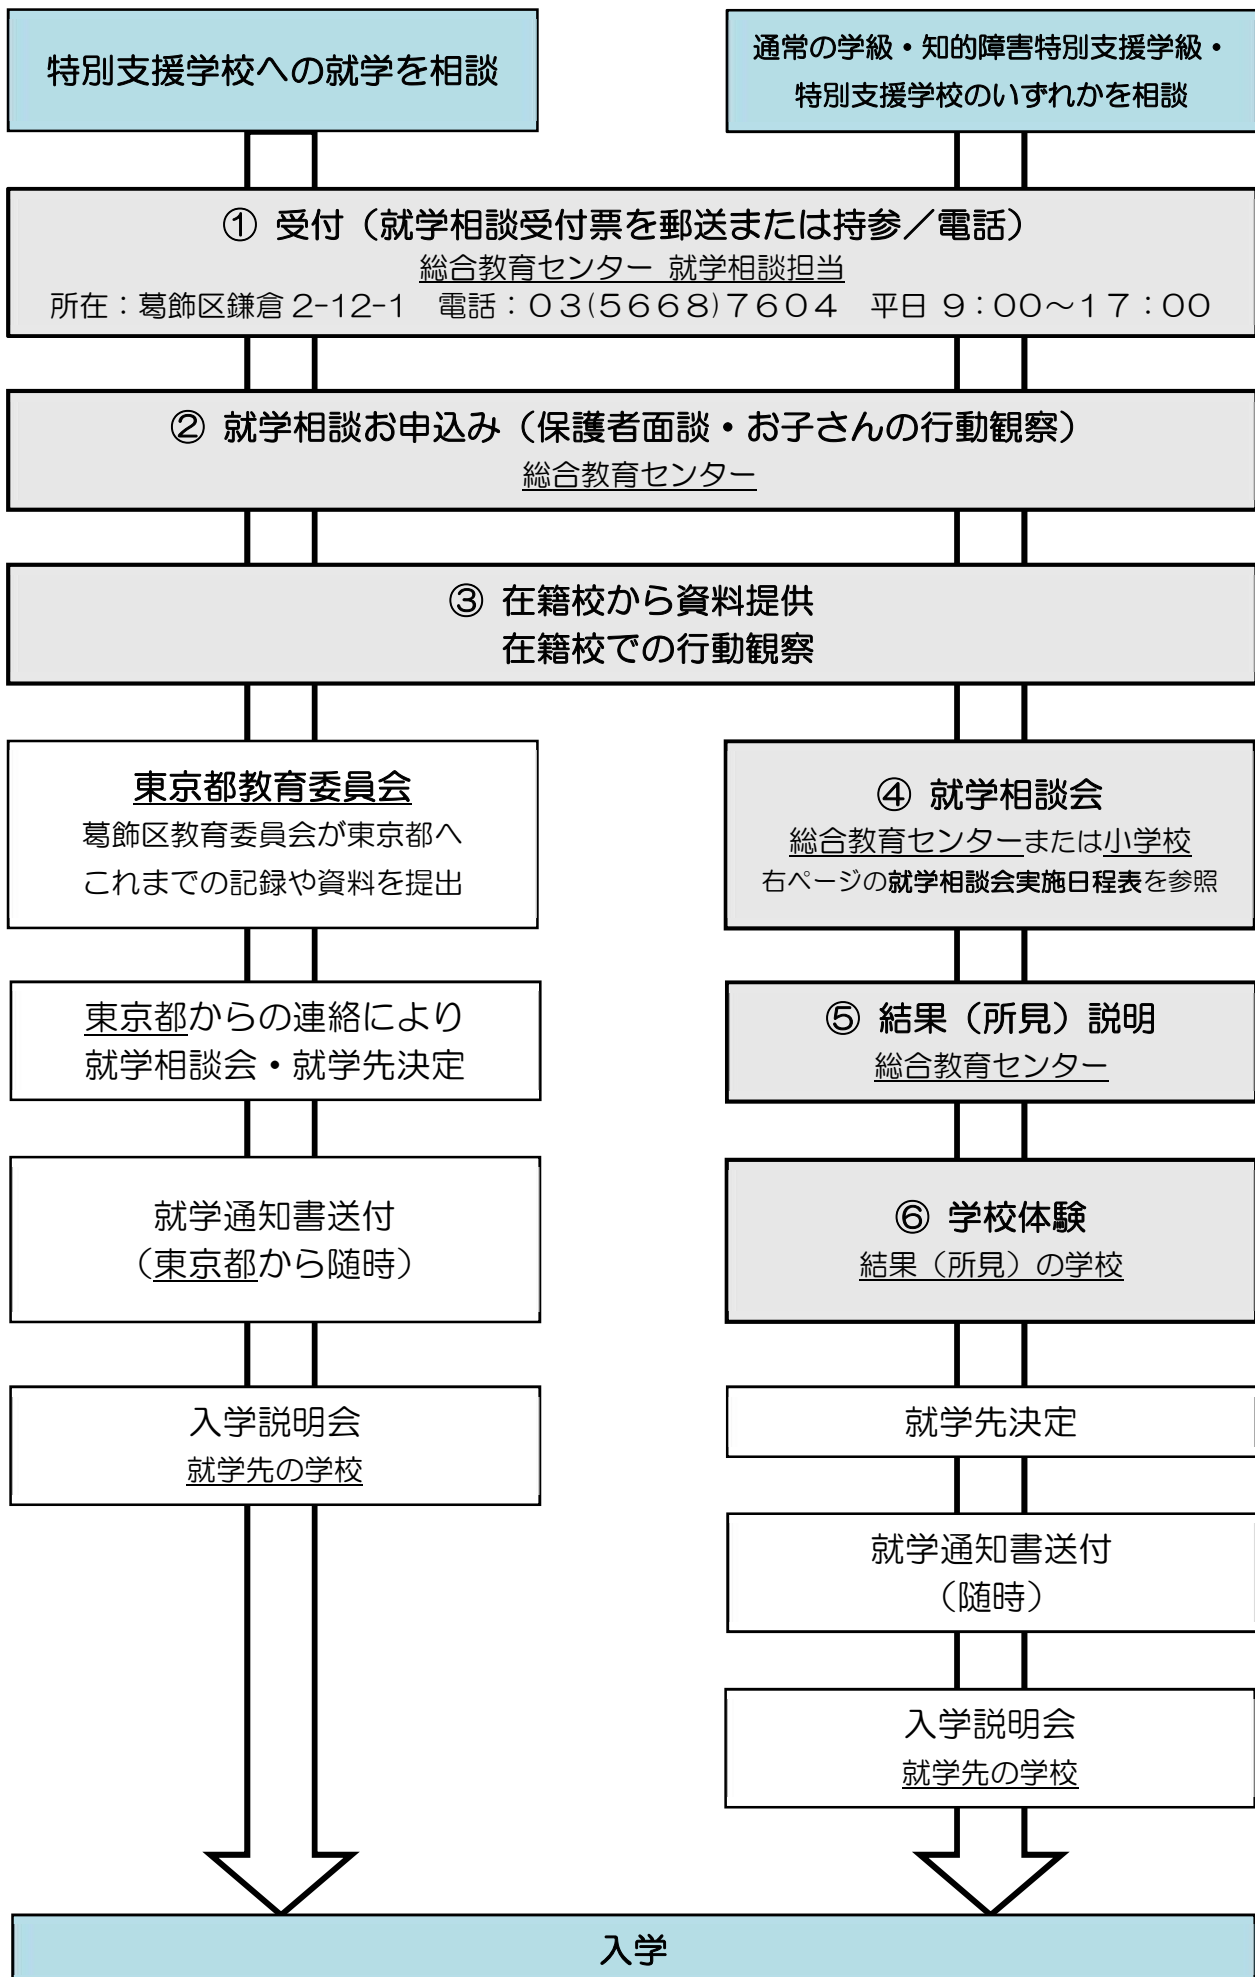 特別支援学校への就学を相談
通常の学級・知的障害特別支援学級・
特別支援学校のいずれかを相談
① 受付（就学相談受付票を郵送または持参／電話）
総合教育センター 就学相談担当
所在：葛飾区鎌倉 2-12-1　電話：０３(５６６８)７６０４　平日 ９：００～１７：００
② 就学相談お申込み（保護者面談・お子さんの行動観察）
総合教育センター
③ 在籍校から資料提供
在籍校での行動観察
東京都教育委員会
葛飾区教育委員会が東京都へ
これまでの記録や資料を提出
東京都からの連絡により
就学相談会・就学先決定
就学通知書送付
（東京都から随時）
入学説明会
就学先の学校
④ 就学相談会
総合教育センターまたは小学校
右ページの就学相談会実施日程表を参照
⑤ 結果（所見）説明
総合教育センター
⑥ 学校体験
結果（所見）の学校
就学先決定
就学通知書送付
（随時）
入学説明会
就学先の学校
入学